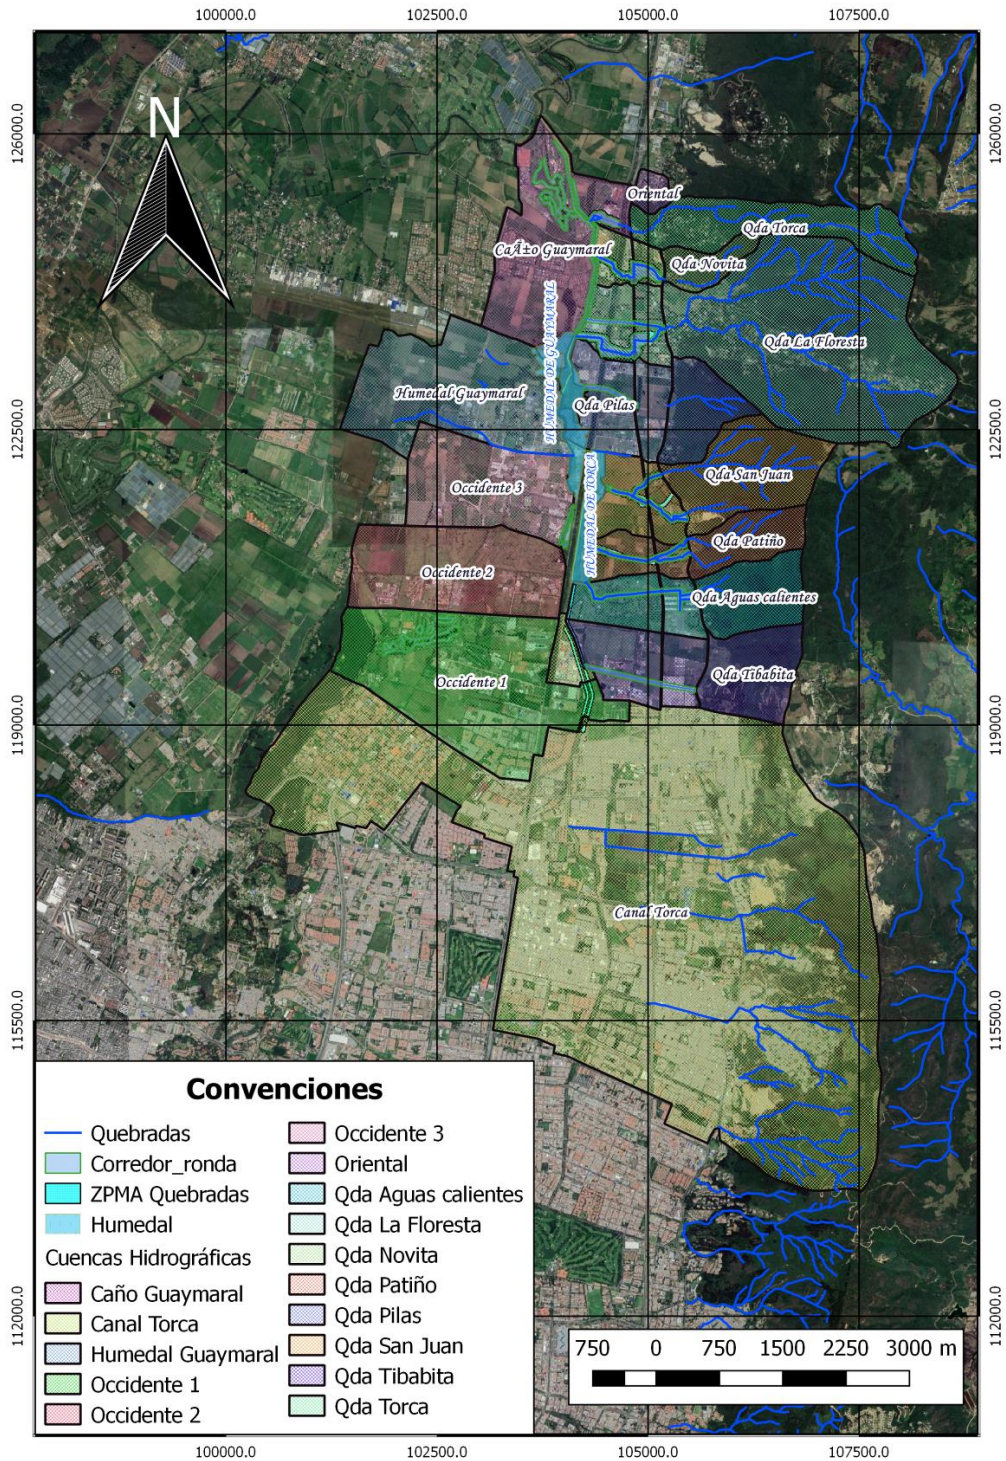 100000.0 102500.0 105000.0 107500.0
126000.0 126000.0
N
Oriental
Qda Torca
CaÃ±o Guaymaral
Qda Novita
HUMEDAL DE GUAYMARAL
Qda La Floresta
Humedal Guaymaral
Qda Pilas
122500.0 122500.0
HUMEDAL DE TORCA
Qda San Juan
Occidente 3
Qda Patiño
Occidente 2
Qda Aguas calientes
Qda Tibabita
Occidente 1
119000.0 119000.0
Canal Torca
115500.0 115500.0
Convenciones
Quebradas
Corredor_ronda
ZPMA Quebradas
Humedal
Cuencas Hidrográficas
Caño Guaymaral
Canal Torca
Humedal Guaymaral
Occidente 1
Occidente 2
Occidente 3
Oriental
Qda Aguas calientes
Qda La Floresta
Qda Novita
Qda Patiño
Qda Pilas
Qda San Juan
Qda Tibabita
Qda Torca
112000.0 112000.0
750 0 750 1500 2250 3000 m
100000.0 102500.0 105000.0 107500.0